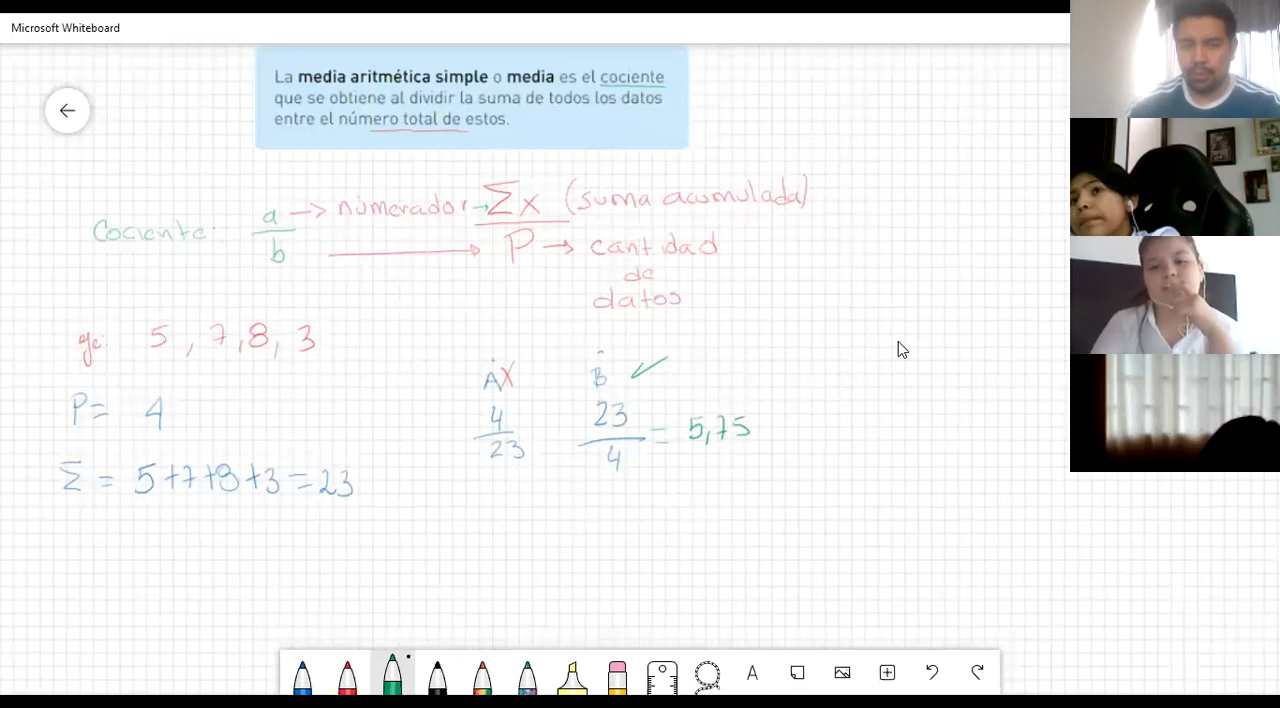 Microsoft Whiteboard
La media aritmética simple o media es el cociente
que se obtiene al dividir la suma de todos los datos
entre el número total de estos.
Cociente: a/b → númerador → Σx (suma acumulada)
→ P → cantidad
de
datos
ge: 5, 7, 8, 3
A X B ✓
P = 4
4/23 23/4 = 5,75
Σ = 5+7+8+3=23
A